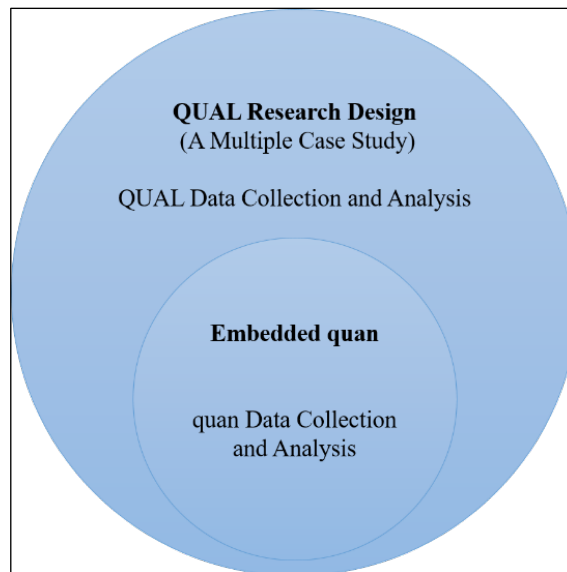 QUAL Research Design
(A Multiple Case Study)
QUAL Data Collection and Analysis
Embedded quan
quan Data Collection
and Analysis